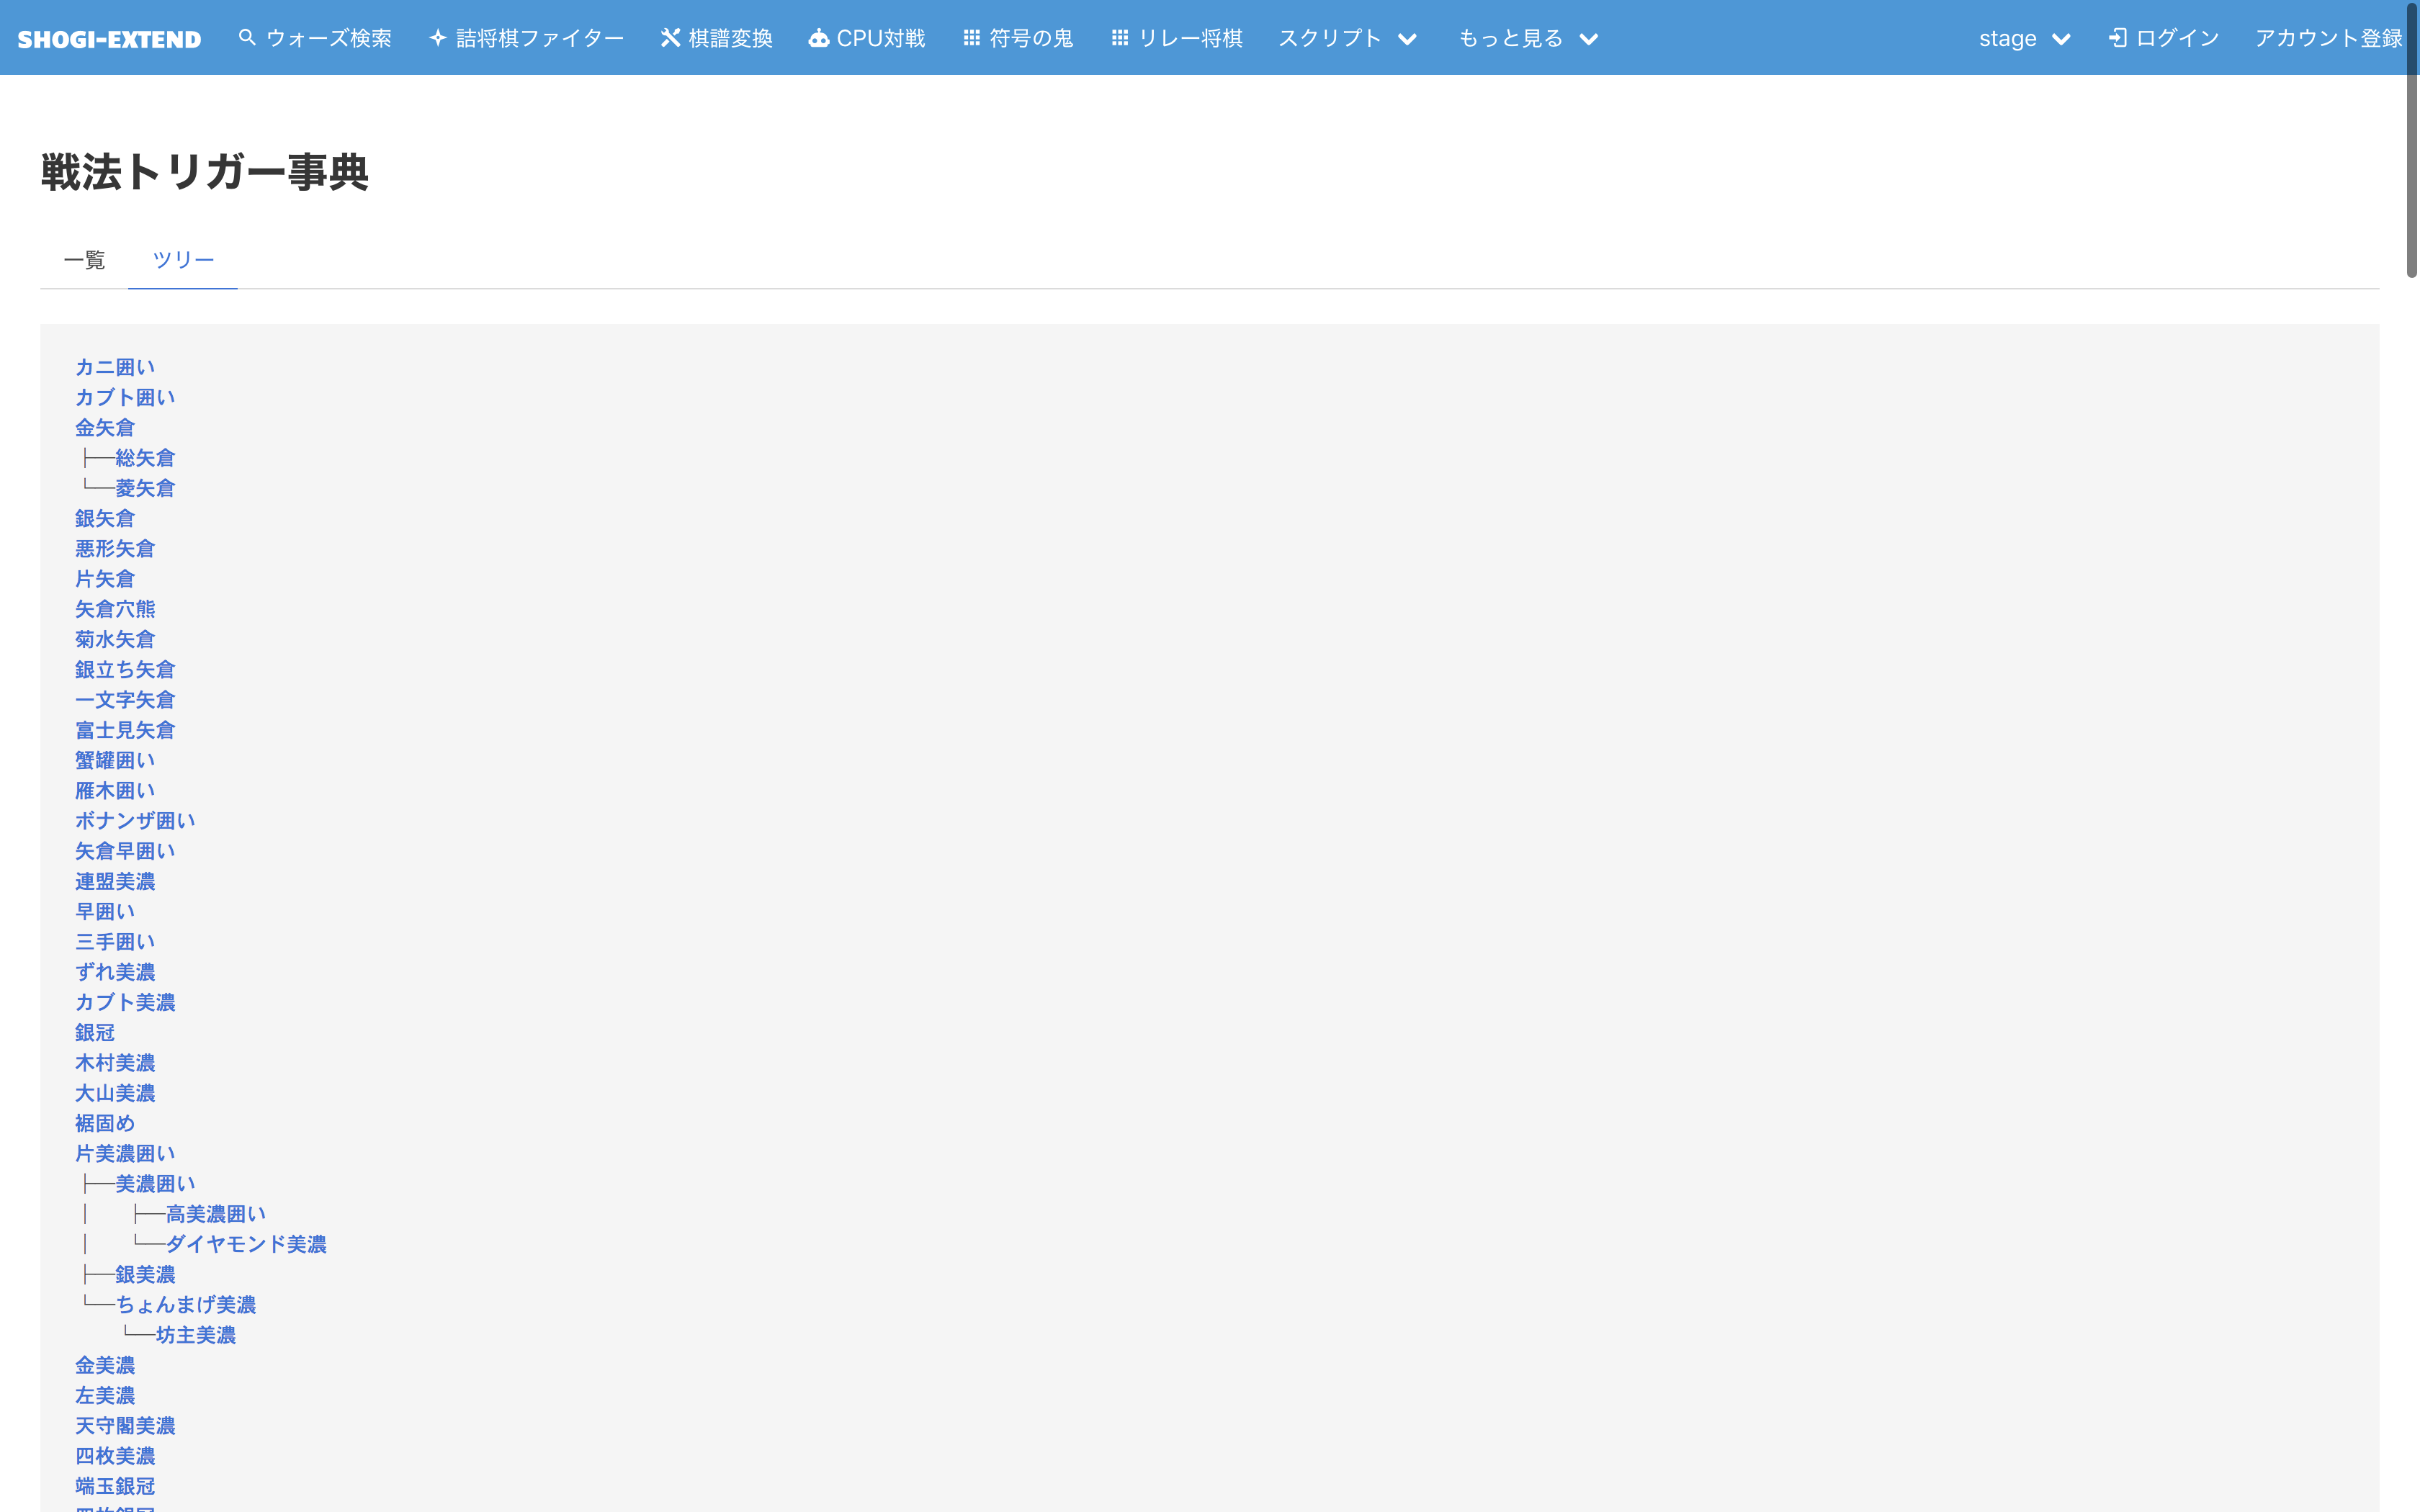 SHOGI-EXTEND ウォーズ検索 詰将棋ファイター 棋譜変換 CPU対戦 符号の鬼 リレー将棋 スクリプト もっと見る stage ログイン アカウント登録
戦法トリガー事典
一覧 ツリー
カニ囲い
カブト囲い
金矢倉
├─総矢倉
└─菱矢倉
銀矢倉
悪形矢倉
片矢倉
矢倉穴熊
菊水矢倉
銀立ち矢倉
一文字矢倉
富士見矢倉
蟹罐囲い
雁木囲い
ボナンザ囲い
矢倉早囲い
連盟美濃
早囲い
三手囲い
ずれ美濃
カブト美濃
銀冠
木村美濃
大山美濃
裾固め
片美濃囲い
├─美濃囲い
│   ├─高美濃囲い
│   └─ダイヤモンド美濃
├─銀美濃
└─ちょんまげ美濃
    └─坊主美濃
金美濃
左美濃
天守閣美濃
四枚美濃
端玉銀冠